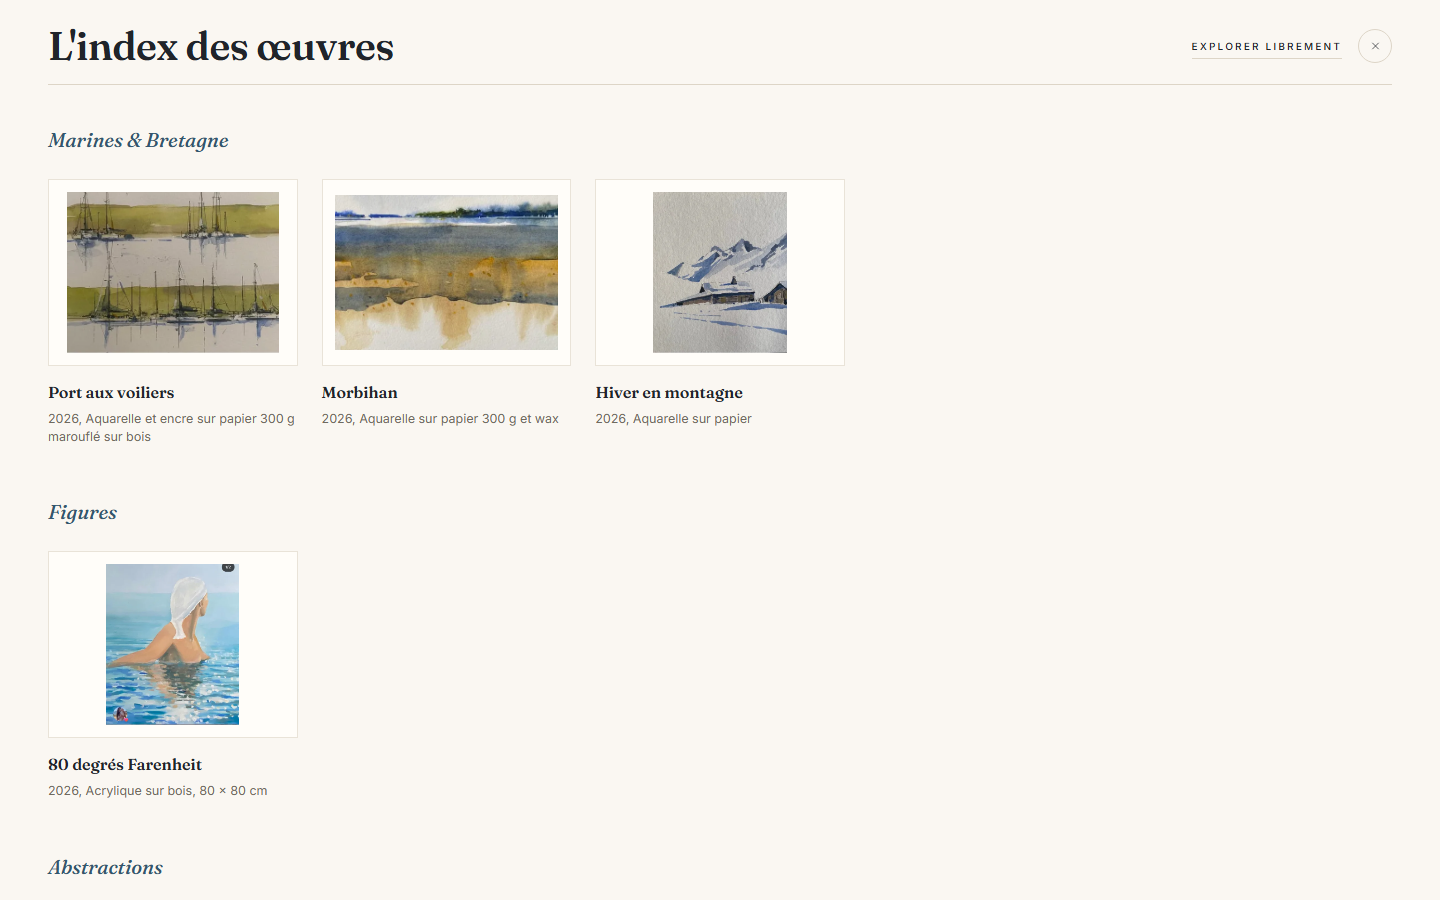 L'index des œuvres
EXPLORER LIBREMENT
×
Marines & Bretagne
Port aux voiliers
2026, Aquarelle et encre sur papier 300 g
marouflé sur bois
Morbihan
2026, Aquarelle sur papier 300 g et wax
Hiver en montagne
2026, Aquarelle sur papier
Figures
80 degrés Farenheit
2026, Acrylique sur bois, 80 × 80 cm
Abstractions